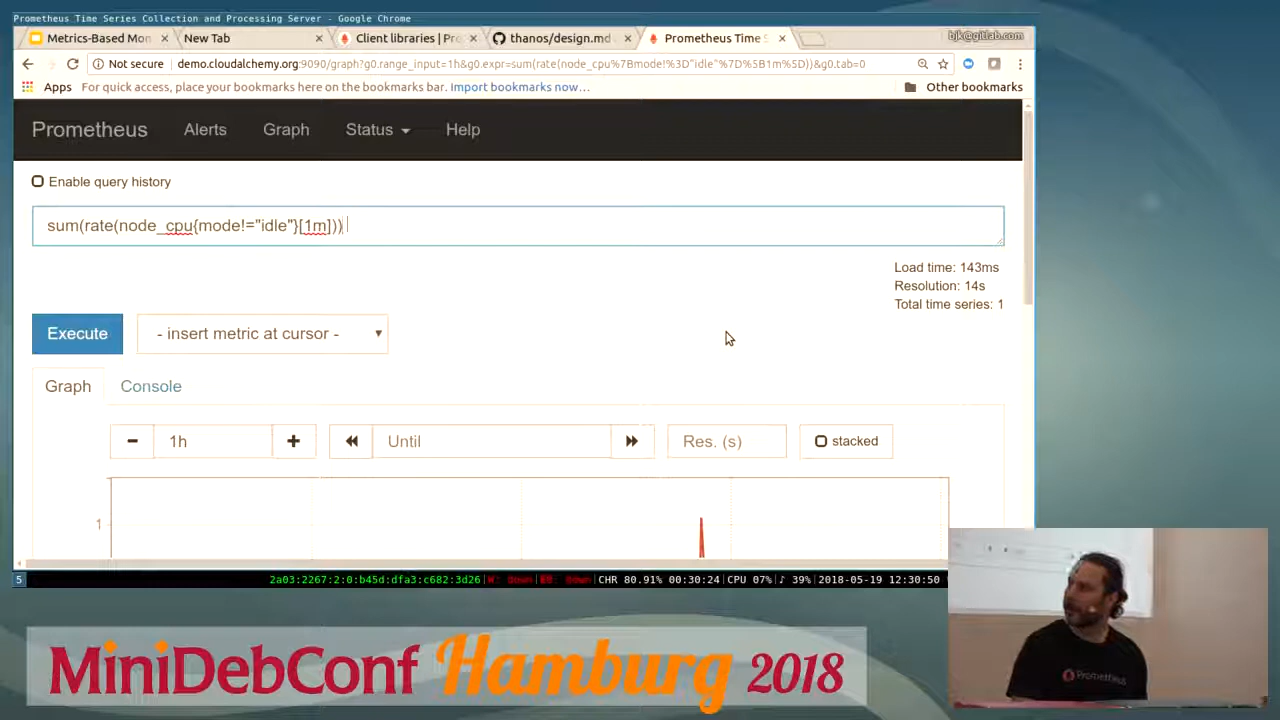 Prometheus Time Series Collection and Processing Server - Google Chrome
Metrics-Based Mon
New Tab
Client libraries | Pro
thanos/design.md
Prometheus Time S
bjk@gitlab.com
Not secure
demo.cloudalchemy.org:9090/graph?g0.range_input=1h&g0.expr=sum(rate(node_cpu%7Bmode!%3D"idle"%7D%5B1m%5D))&g0.tab=0
Apps
For quick access, place your bookmarks here on the bookmarks bar. Import bookmarks now…
Other bookmarks
Prometheus
Alerts
Graph
Status
Help
Enable query history
sum(rate(node_cpu{mode!="idle"}[1m]))
Load time: 143ms
Resolution: 14s
Total time series: 1
Execute
- insert metric at cursor -
Graph
Console
1h
Until
Res. (s)
stacked
1
5
2a03:2267:2:0:b45d:dfa3:c682:3d26
CHR 80.91% 00:30:24
CPU 07%
♪ 39%
2018-05-19 12:30:50
MiniDebConf Hamburg 2018
Prometheus